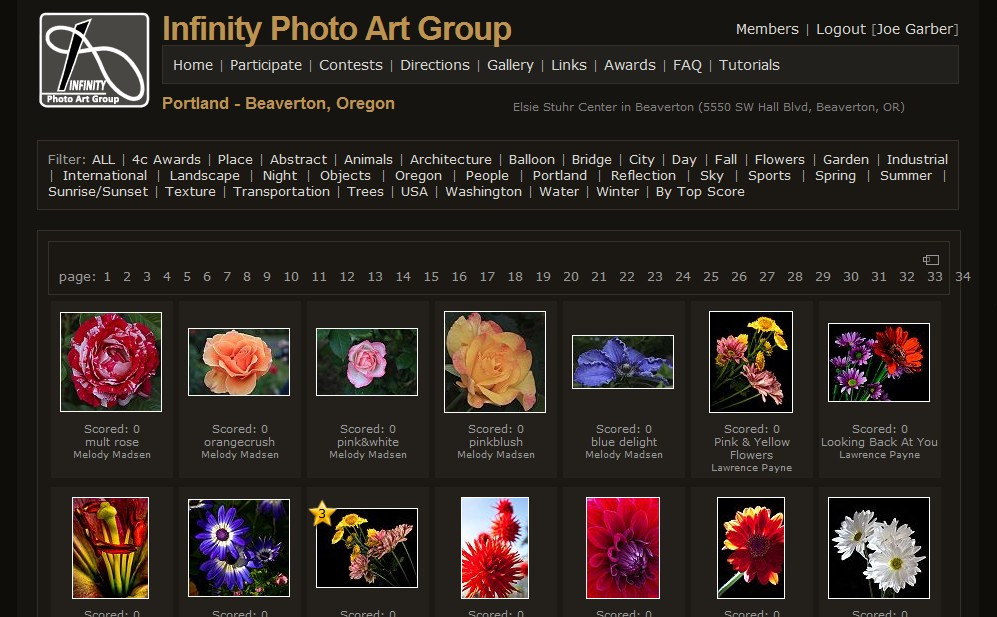 Infinity Photo Art Group
Members | Logout [Joe Garber]
INFINITY
Photo Art Group
Home | Participate | Contests | Directions | Gallery | Links | Awards | FAQ | Tutorials
Portland - Beaverton, Oregon
Elsie Stuhr Center in Beaverton (5550 SW Hall Blvd, Beaverton, OR)
Filter: ALL | 4c Awards | Place | Abstract | Animals | Architecture | Balloon | Bridge | City | Day | Fall | Flowers | Garden | Industrial
| International | Landscape | Night | Objects | Oregon | People | Portland | Reflection | Sky | Sports | Spring | Summer |
Sunrise/Sunset | Texture | Transportation | Trees | USA | Washington | Water | Winter | By Top Score
page: 1 2 3 4 5 6 7 8 9 10 11 12 13 14 15 16 17 18 19 20 21 22 23 24 25 26 27 28 29 30 31 32 33 34
Scored: 0
mult rose
Melody Madsen
Scored: 0
orangecrush
Melody Madsen
Scored: 0
pink&white
Melody Madsen
Scored: 0
pinkblush
Melody Madsen
Scored: 0
blue delight
Melody Madsen
Scored: 0
Pink & Yellow
Flowers
Lawrence Payne
Scored: 0
Looking Back At You
Lawrence Payne
3
Scored: 0
Scored: 0
Scored: 0
Scored: 0
Scored: 0
Scored: 0
Scored: 0